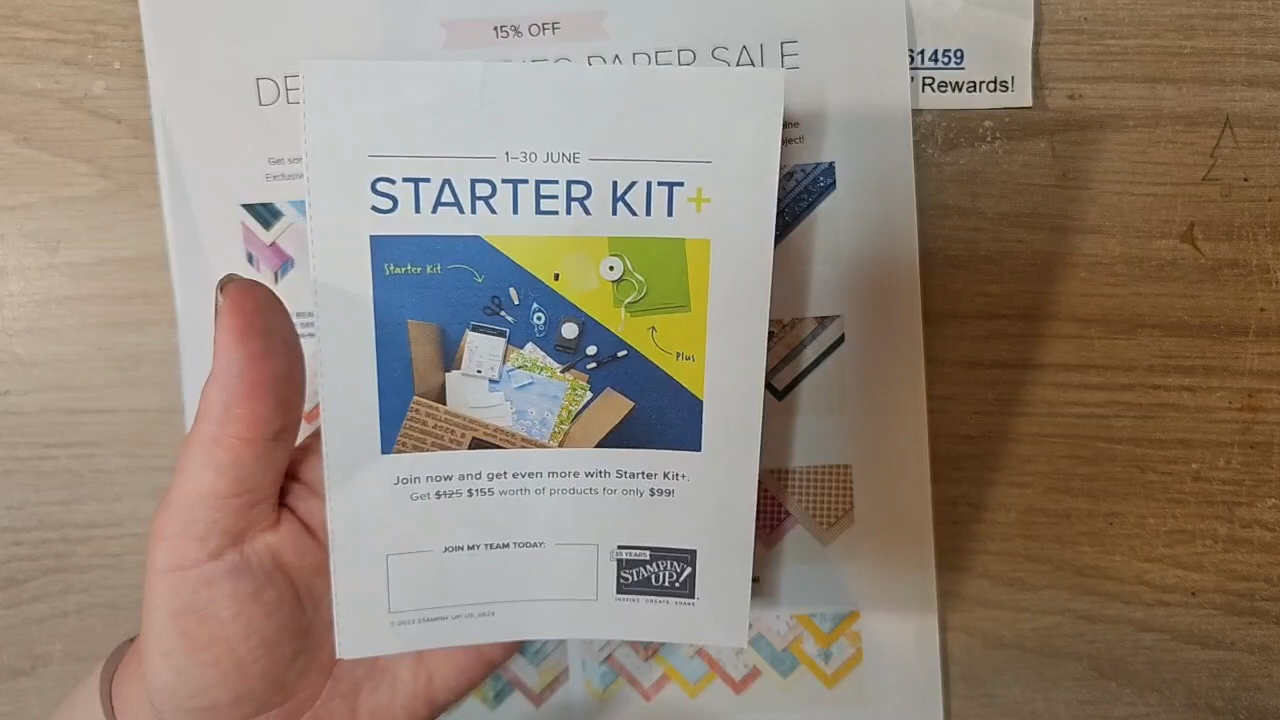 15% OFF
PAPER SALE
61459
Rewards!
Get
1–30 JUNE
STARTER KIT+
Starter Kit
Plus
Join now and get even more with Starter Kit+.
Get $125 $155 worth of products for only $99!
JOIN MY TEAM TODAY:
35 YEARS
STAMPIN' UP!
INSPIRE · CREATE · SHARE
© 2023 STAMPIN' UP! US_0623